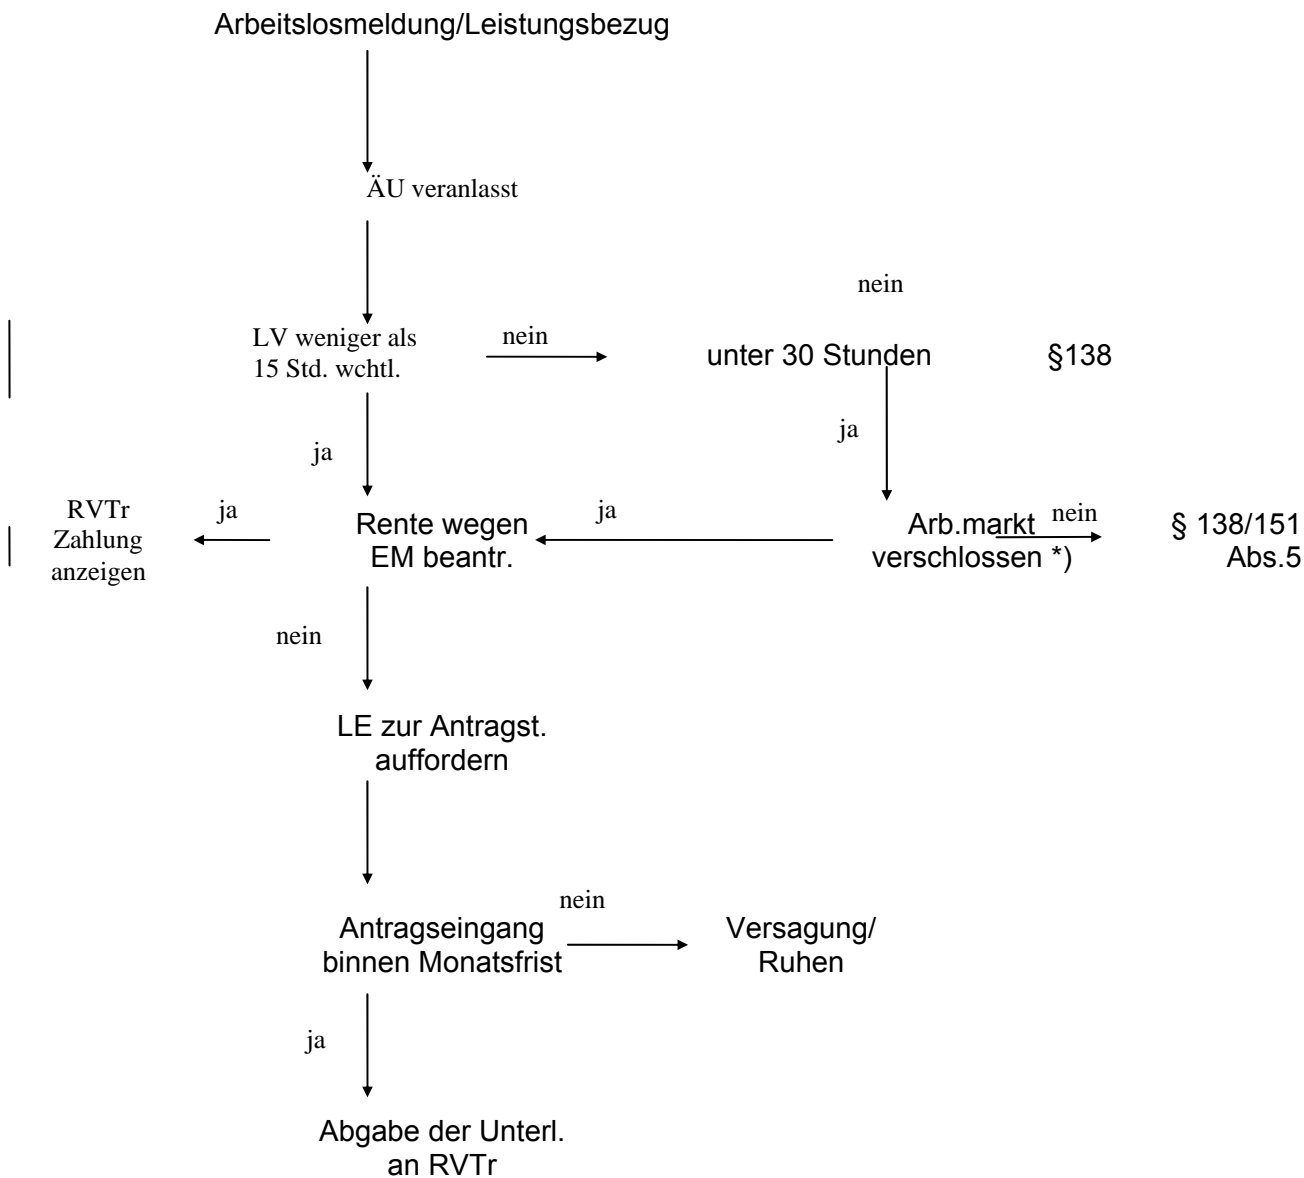 Arbeitslosmeldung/Leistungsbezug
ÄU veranlasst
nein
LV weniger als
15 Std. wchtl.
nein
unter 30 Stunden
§138
ja
ja
RVTr
Zahlung
anzeigen
ja
Rente wegen
EM beantr.
ja
Arb.markt
verschlossen *)
nein
§ 138/151
Abs.5
nein
LE zur Antragst.
auffordern
Antragseingang
binnen Monatsfrist
nein
Versagung/
Ruhen
ja
Abgabe der Unterl.
an RVTr